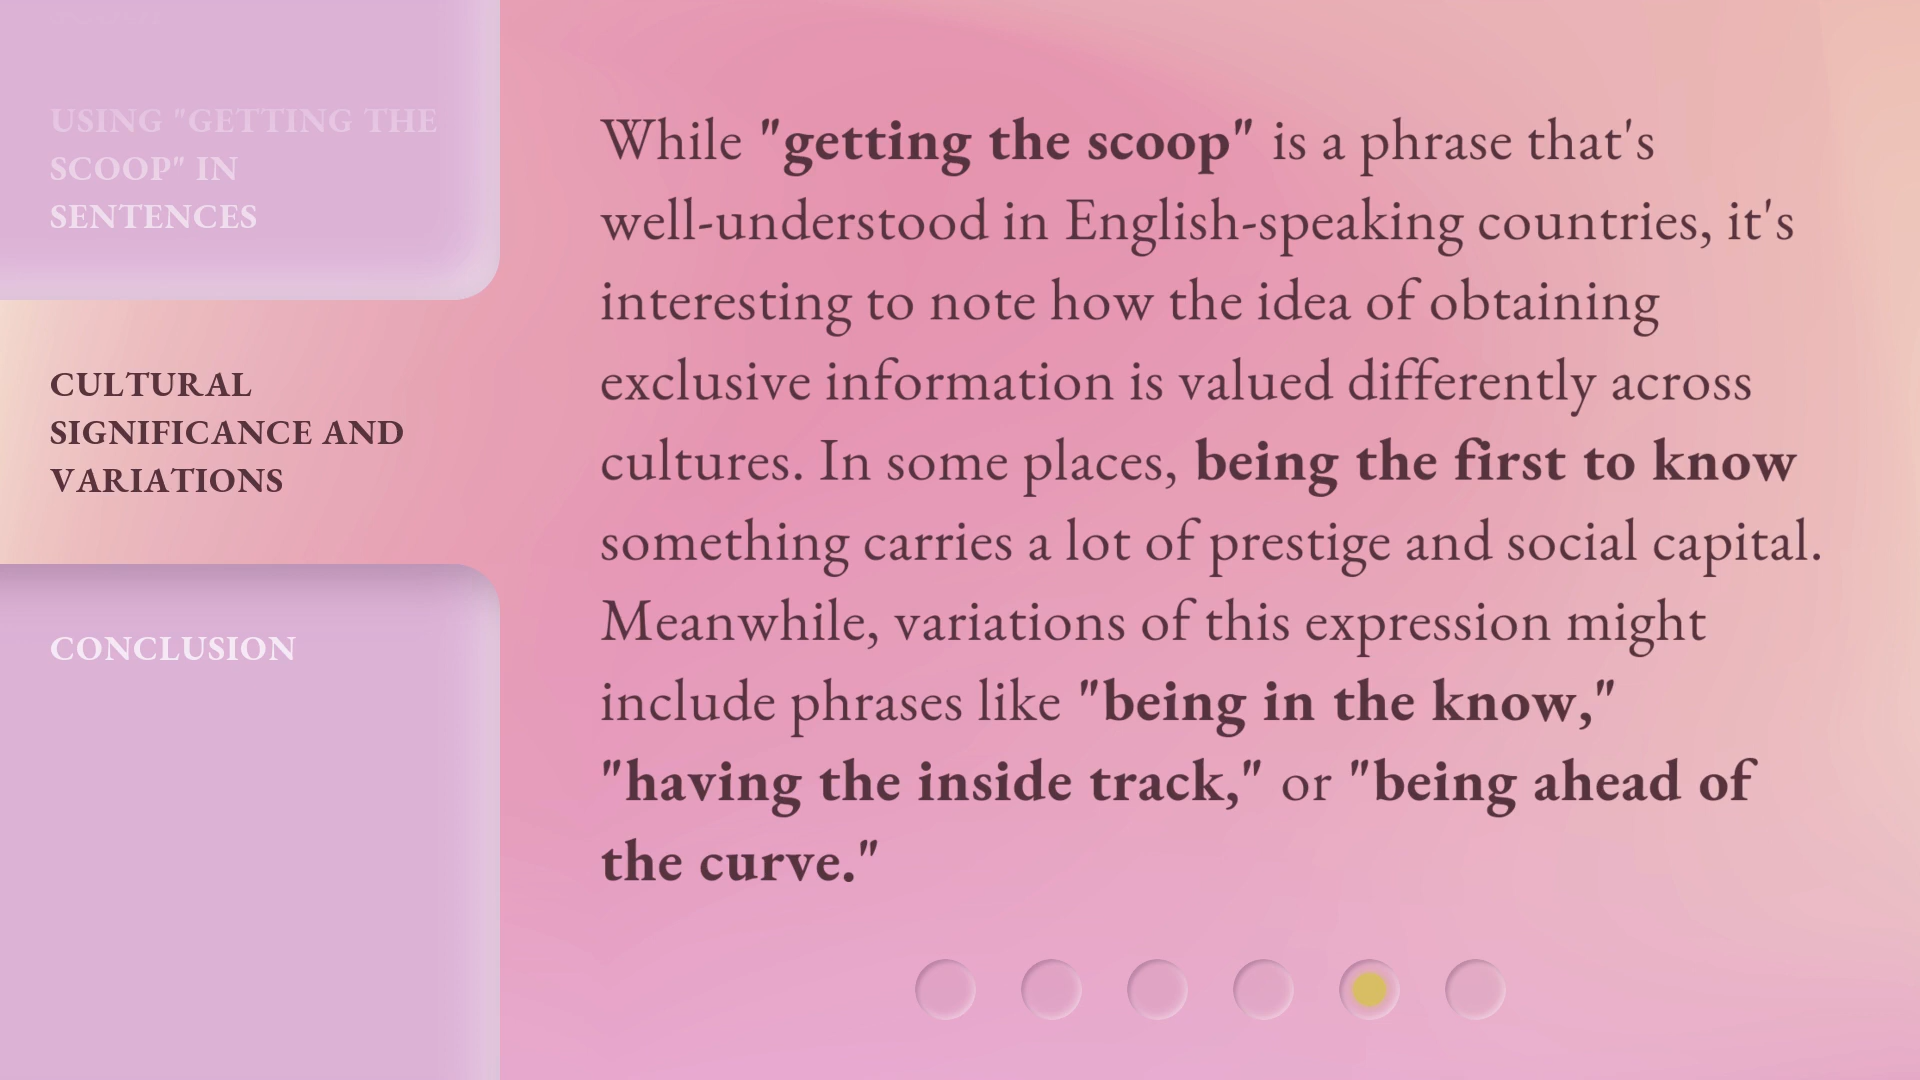 USING "GETTING THE
SCOOP" IN
SENTENCES
CULTURAL
SIGNIFICANCE AND
VARIATIONS
CONCLUSION
While "getting the scoop" is a phrase that's
well-understood in English-speaking countries, it's
interesting to note how the idea of obtaining
exclusive information is valued differently across
cultures. In some places, being the first to know
something carries a lot of prestige and social capital.
Meanwhile, variations of this expression might
include phrases like "being in the know,"
"having the inside track," or "being ahead of
the curve."